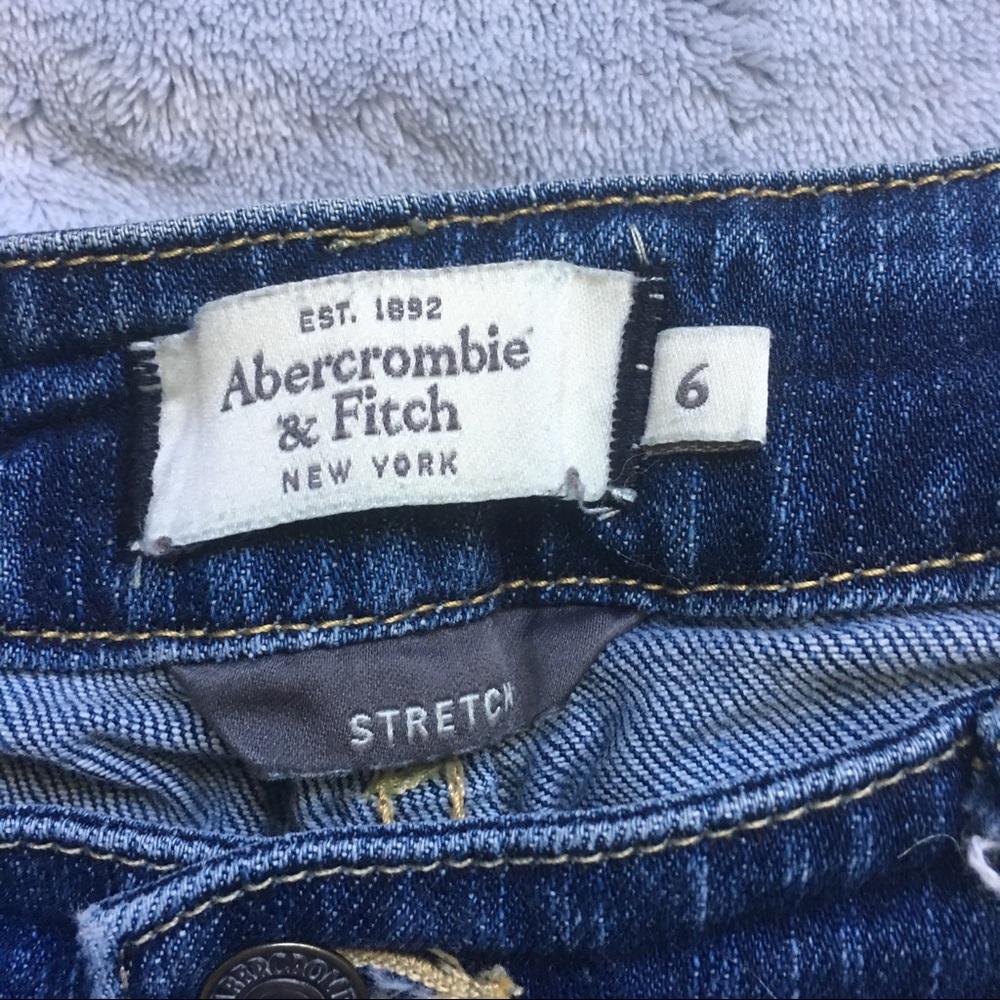 EST. 1892
Abercrombie
& Fitch
NEW YORK
6
STRETCH